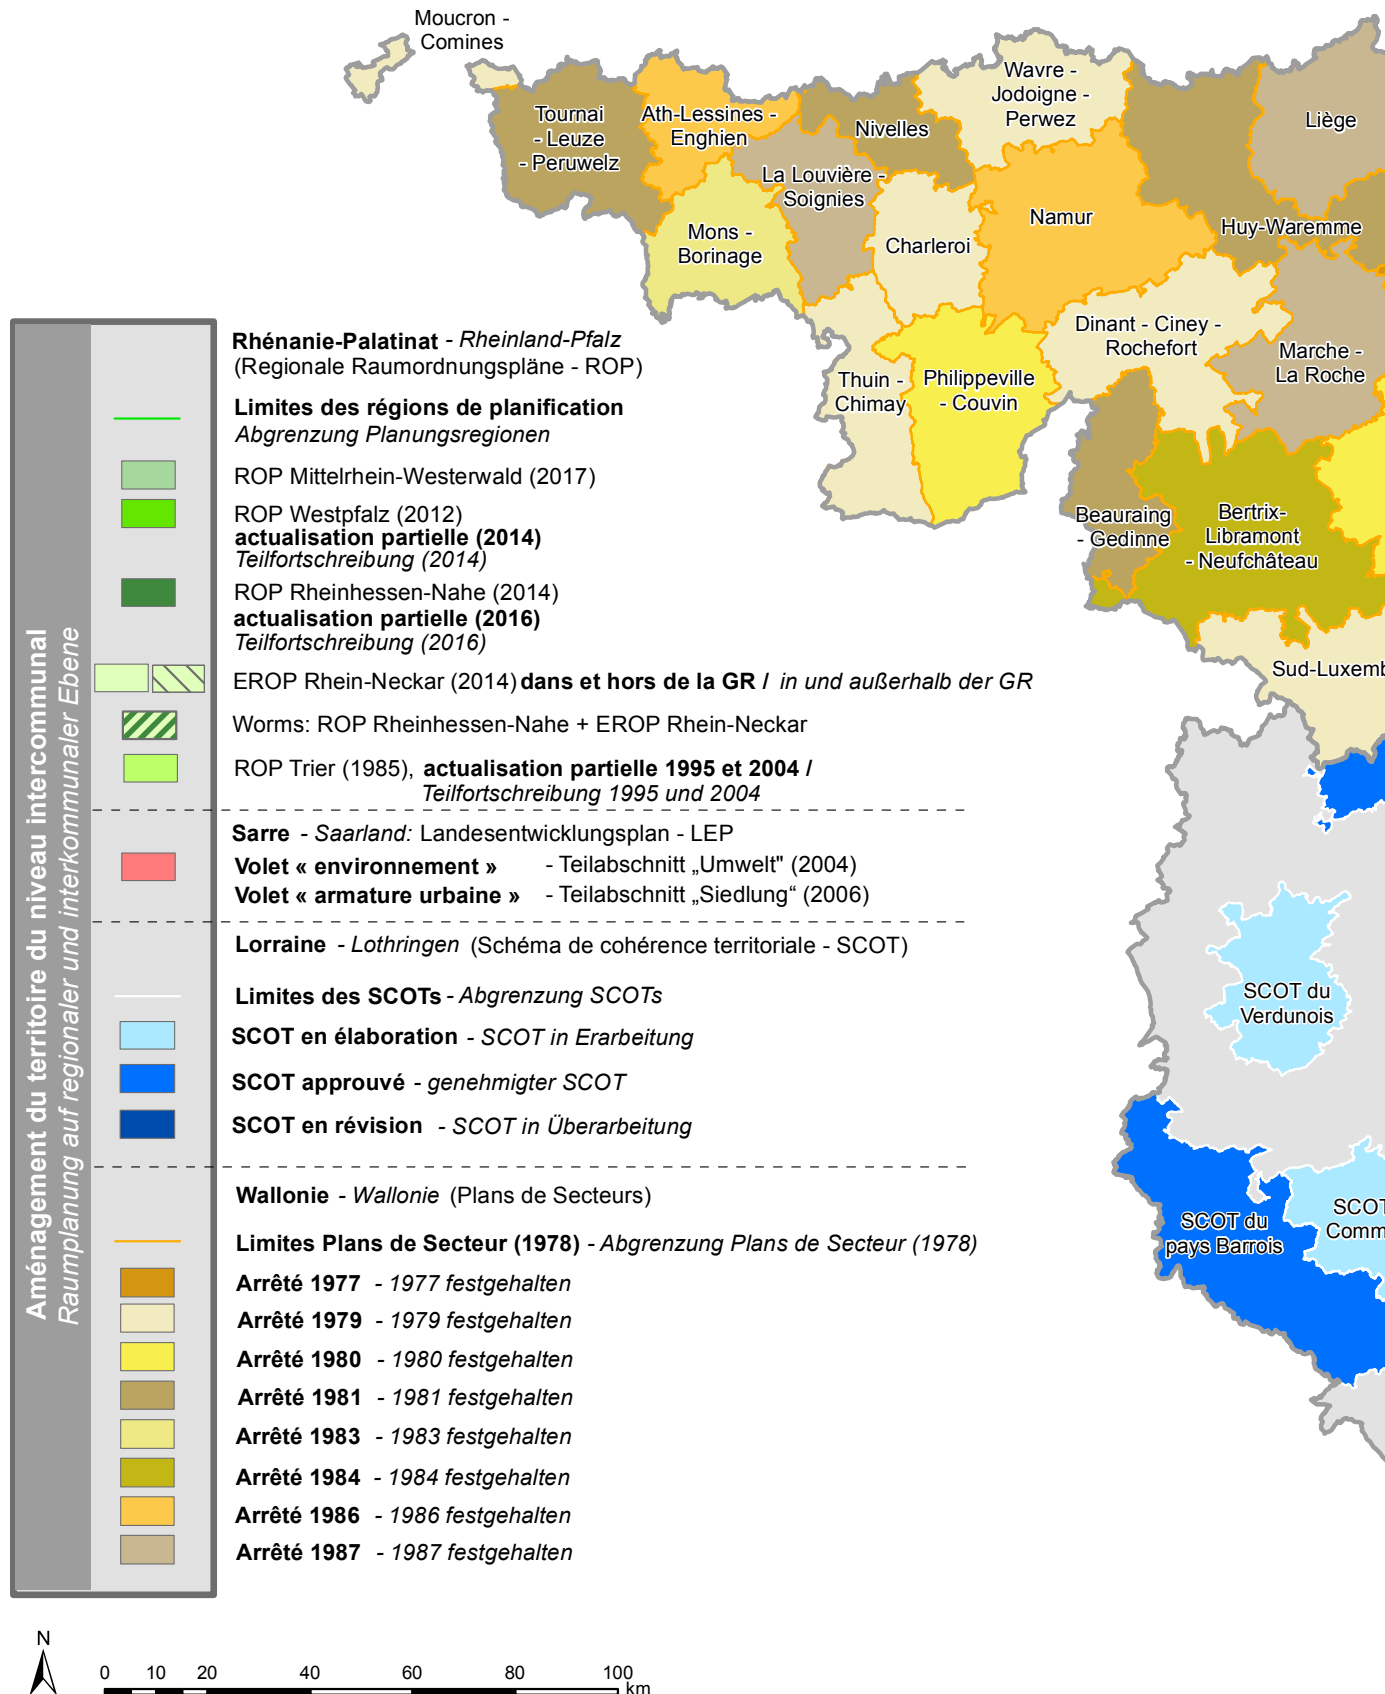 Moucron -
Comines
Tournai
- Leuze
- Peruwelz
Ath-Lessines -
Enghien
Nivelles
Wavre -
Jodoigne -
Perwez
Liège
La Louvière -
Soignies
Mons -
Borinage
Charleroi
Namur
Huy-Waremme
Dinant - Ciney -
Rochefort
Marche -
La Roche
Thuin -
Chimay
Philippeville
- Couvin
Beauraing
- Gedinne
Bertrix-
Libramont
- Neufchâteau
Sud-Luxemb
SCOT du
Verdunois
SCOT du
pays Barrois
SCOT
Comm
Aménagement du territoire du niveau intercommunal
Raumplanung auf regionaler und interkommunaler Ebene
Rhénanie-Palatinat - Rheinland-Pfalz
(Regionale Raumordnungspläne - ROP)
Limites des régions de planification
Abgrenzung Planungsregionen
ROP Mittelrhein-Westerwald (2017)
ROP Westpfalz (2012)
actualisation partielle (2014)
Teilfortschreibung (2014)
ROP Rheinhessen-Nahe (2014)
actualisation partielle (2016)
Teilfortschreibung (2016)
EROP Rhein-Neckar (2014) dans et hors de la GR / in und außerhalb der GR
Worms: ROP Rheinhessen-Nahe + EROP Rhein-Neckar
ROP Trier (1985), actualisation partielle 1995 et 2004 /
Teilfortschreibung 1995 und 2004
Sarre - Saarland: Landesentwicklungsplan - LEP
Volet « environnement » - Teilabschnitt „Umwelt" (2004)
Volet « armature urbaine » - Teilabschnitt „Siedlung“ (2006)
Lorraine - Lothringen (Schéma de cohérence territoriale - SCOT)
Limites des SCOTs - Abgrenzung SCOTs
SCOT en élaboration - SCOT in Erarbeitung
SCOT approuvé - genehmigter SCOT
SCOT en révision - SCOT in Überarbeitung
Wallonie - Wallonie (Plans de Secteurs)
Limites Plans de Secteur (1978) - Abgrenzung Plans de Secteur (1978)
Arrêté 1977 - 1977 festgehalten
Arrêté 1979 - 1979 festgehalten
Arrêté 1980 - 1980 festgehalten
Arrêté 1981 - 1981 festgehalten
Arrêté 1983 - 1983 festgehalten
Arrêté 1984 - 1984 festgehalten
Arrêté 1986 - 1986 festgehalten
Arrêté 1987 - 1987 festgehalten
N
0 10 20 40 60 80 100
km